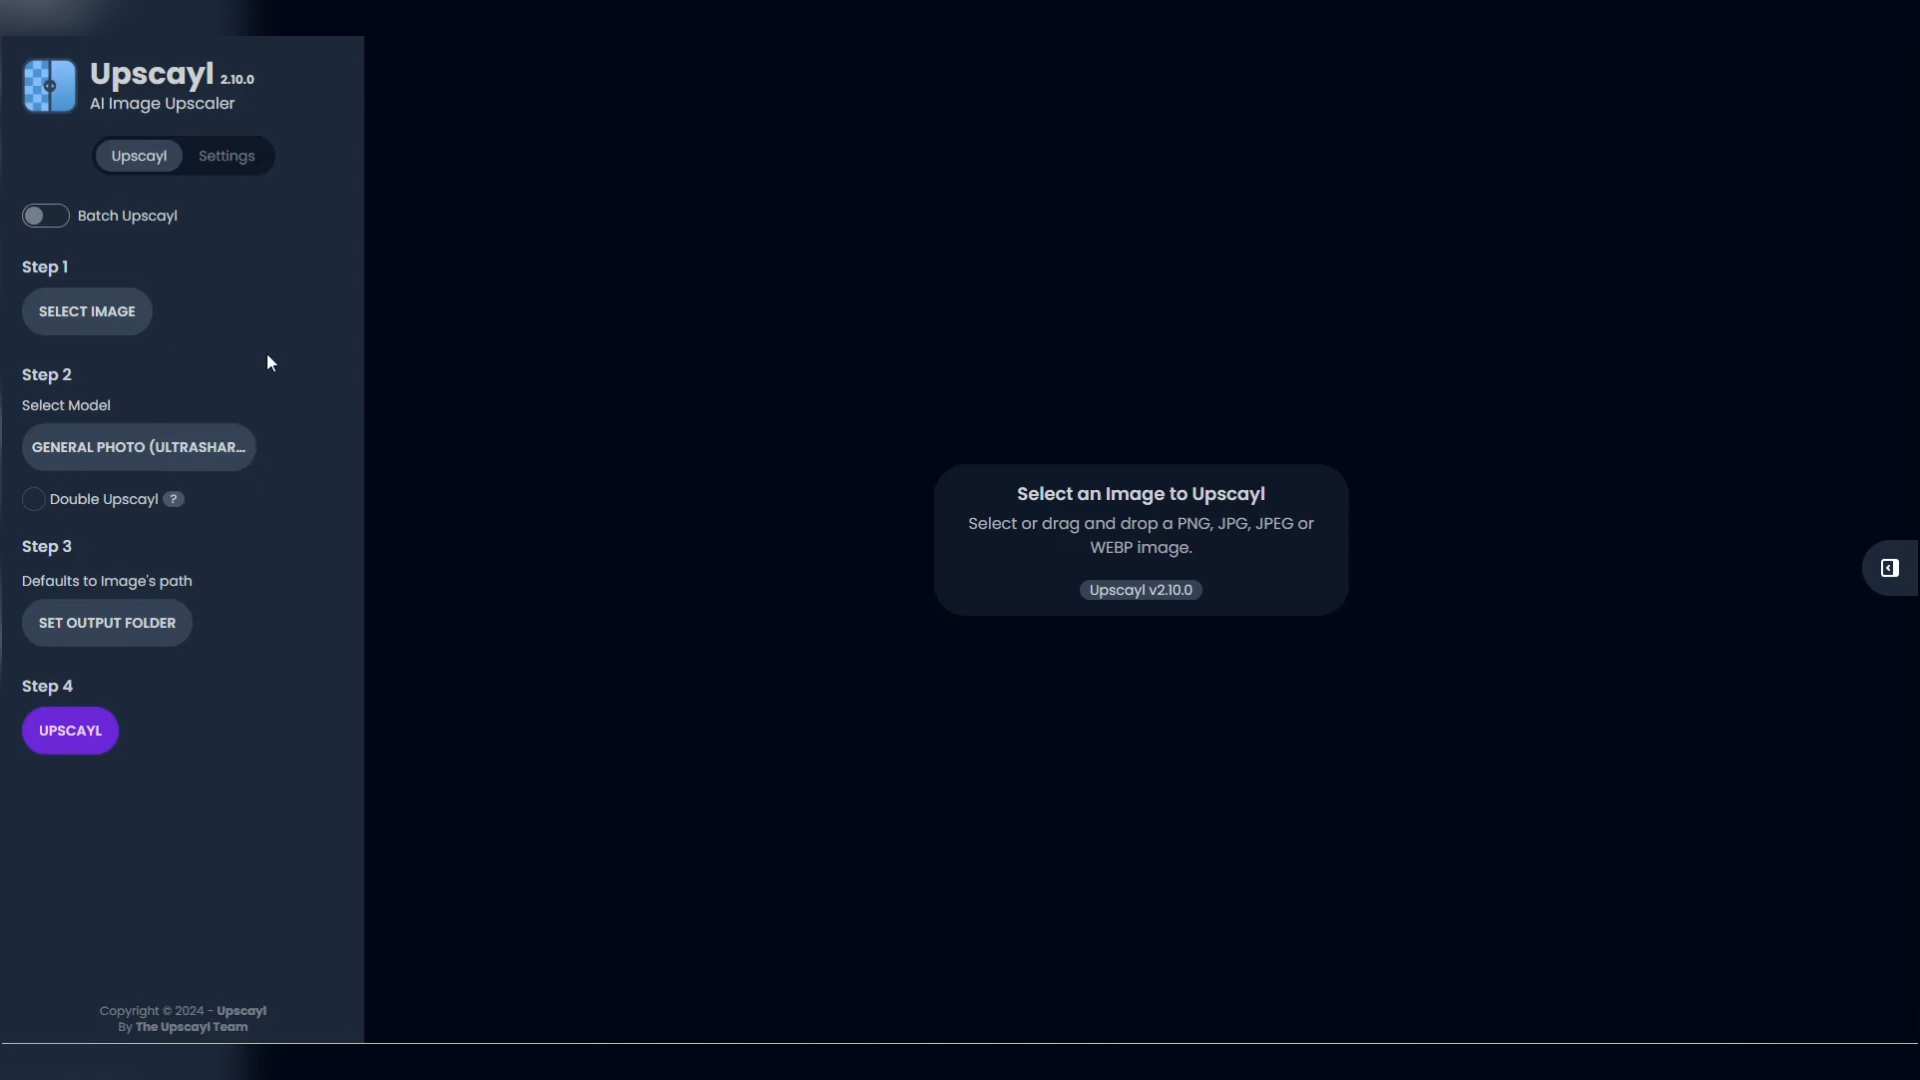 Upscayl 2.10.0
AI Image Upscaler
Upscayl Settings
Batch Upscayl
Step 1
SELECT IMAGE
Step 2
Select Model
GENERAL PHOTO (ULTRASHAR...
Double Upscayl ?
Step 3
Defaults to Image's path
SET OUTPUT FOLDER
Step 4
UPSCAYL
Copyright © 2024 - Upscayl
By The Upscayl Team
Select an Image to Upscayl
Select or drag and drop a PNG, JPG, JPEG or
WEBP image.
Upscayl v2.10.0